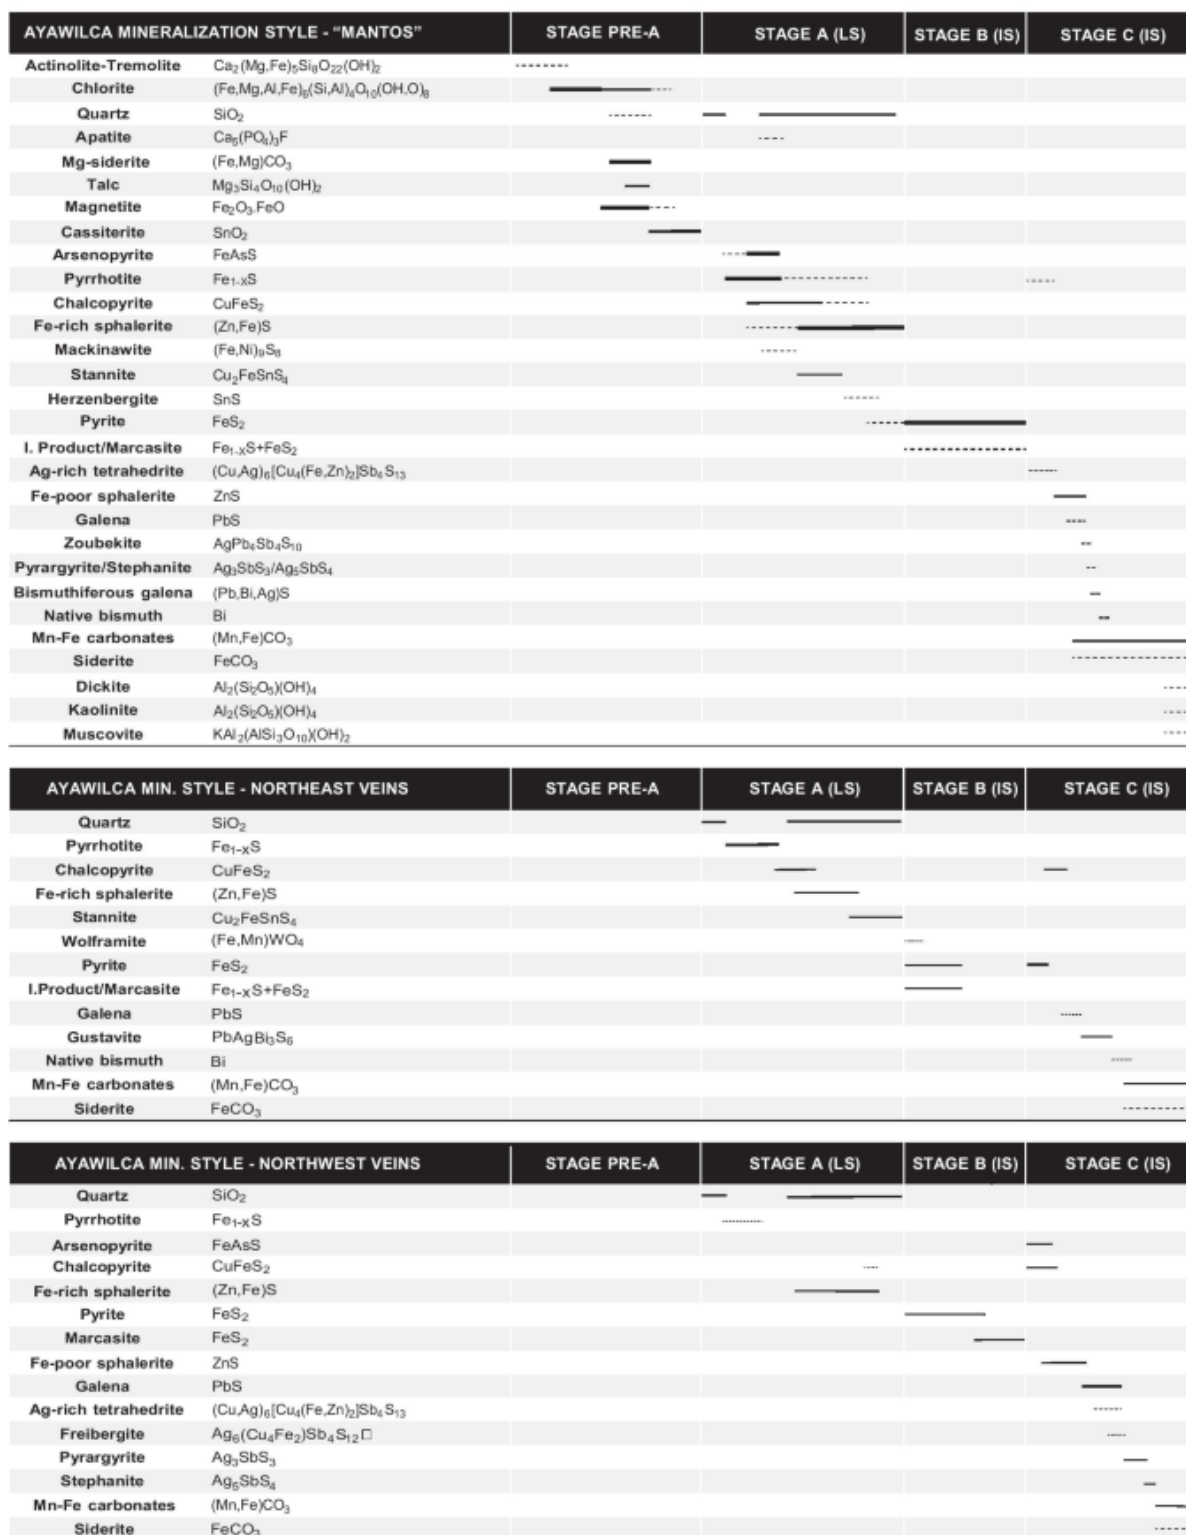 AYAWILCA MINERALIZATION STYLE - “MANTOS” STAGE PRE-A STAGE A (LS) STAGE B (IS) STAGE C (IS)
Actinolite-Tremolite Ca₂(Mg,Fe)₅Si₈O₂₂(OH)₂
Chlorite (Fe,Mg,Al,Fe)₆(Si,Al)₄O₁₀(OH,O)₈
Quartz SiO₂
Apatite Ca₅(PO₄)₃F
Mg-siderite (Fe,Mg)CO₃
Talc Mg₃Si₄O₁₀(OH)₂
Magnetite Fe₂O₃.FeO
Cassiterite SnO₂
Arsenopyrite FeAsS
Pyrrhotite Fe₁₋ₓS
Chalcopyrite CuFeS₂
Fe-rich sphalerite (Zn,Fe)S
Mackinawite (Fe,Ni)₉S₈
Stannite Cu₂FeSnS₄
Herzenbergite SnS
Pyrite FeS₂
I. Product/Marcasite Fe₁₋ₓS+FeS₂
Ag-rich tetrahedrite (Cu,Ag)₆[Cu₄(Fe,Zn)₂]Sb₄S₁₃
Fe-poor sphalerite ZnS
Galena PbS
Zoubekite AgPb₄Sb₄S₁₀
Pyrargyrite/Stephanite Ag₃SbS₃/Ag₅SbS₄
Bismuthiferous galena (Pb,Bi,Ag)S
Native bismuth Bi
Mn-Fe carbonates (Mn,Fe)CO₃
Siderite FeCO₃
Dickite Al₂(Si₂O₅)(OH)₄
Kaolinite Al₂(Si₂O₅)(OH)₄
Muscovite KAl₂(AlSi₃O₁₀)(OH)₂
AYAWILCA MIN. STYLE - NORTHEAST VEINS STAGE PRE-A STAGE A (LS) STAGE B (IS) STAGE C (IS)
Quartz SiO₂
Pyrrhotite Fe₁₋ₓS
Chalcopyrite CuFeS₂
Fe-rich sphalerite (Zn,Fe)S
Stannite Cu₂FeSnS₄
Wolframite (Fe,Mn)WO₄
Pyrite FeS₂
I.Product/Marcasite Fe₁₋ₓS+FeS₂
Galena PbS
Gustavite PbAgBi₃S₆
Native bismuth Bi
Mn-Fe carbonates (Mn,Fe)CO₃
Siderite FeCO₃
AYAWILCA MIN. STYLE - NORTHWEST VEINS STAGE PRE-A STAGE A (LS) STAGE B (IS) STAGE C (IS)
Quartz SiO₂
Pyrrhotite Fe₁₋ₓS
Arsenopyrite FeAsS
Chalcopyrite CuFeS₂
Fe-rich sphalerite (Zn,Fe)S
Pyrite FeS₂
Marcasite FeS₂
Fe-poor sphalerite ZnS
Galena PbS
Ag-rich tetrahedrite (Cu,Ag)₆[Cu₄(Fe,Zn)₂]Sb₄S₁₃
Freibergite Ag₆(Cu₄Fe₂)Sb₄S₁₂□
Pyrargyrite Ag₃SbS₃
Stephanite Ag₅SbS₄
Mn-Fe carbonates (Mn,Fe)CO₃
Siderite FeCO₃